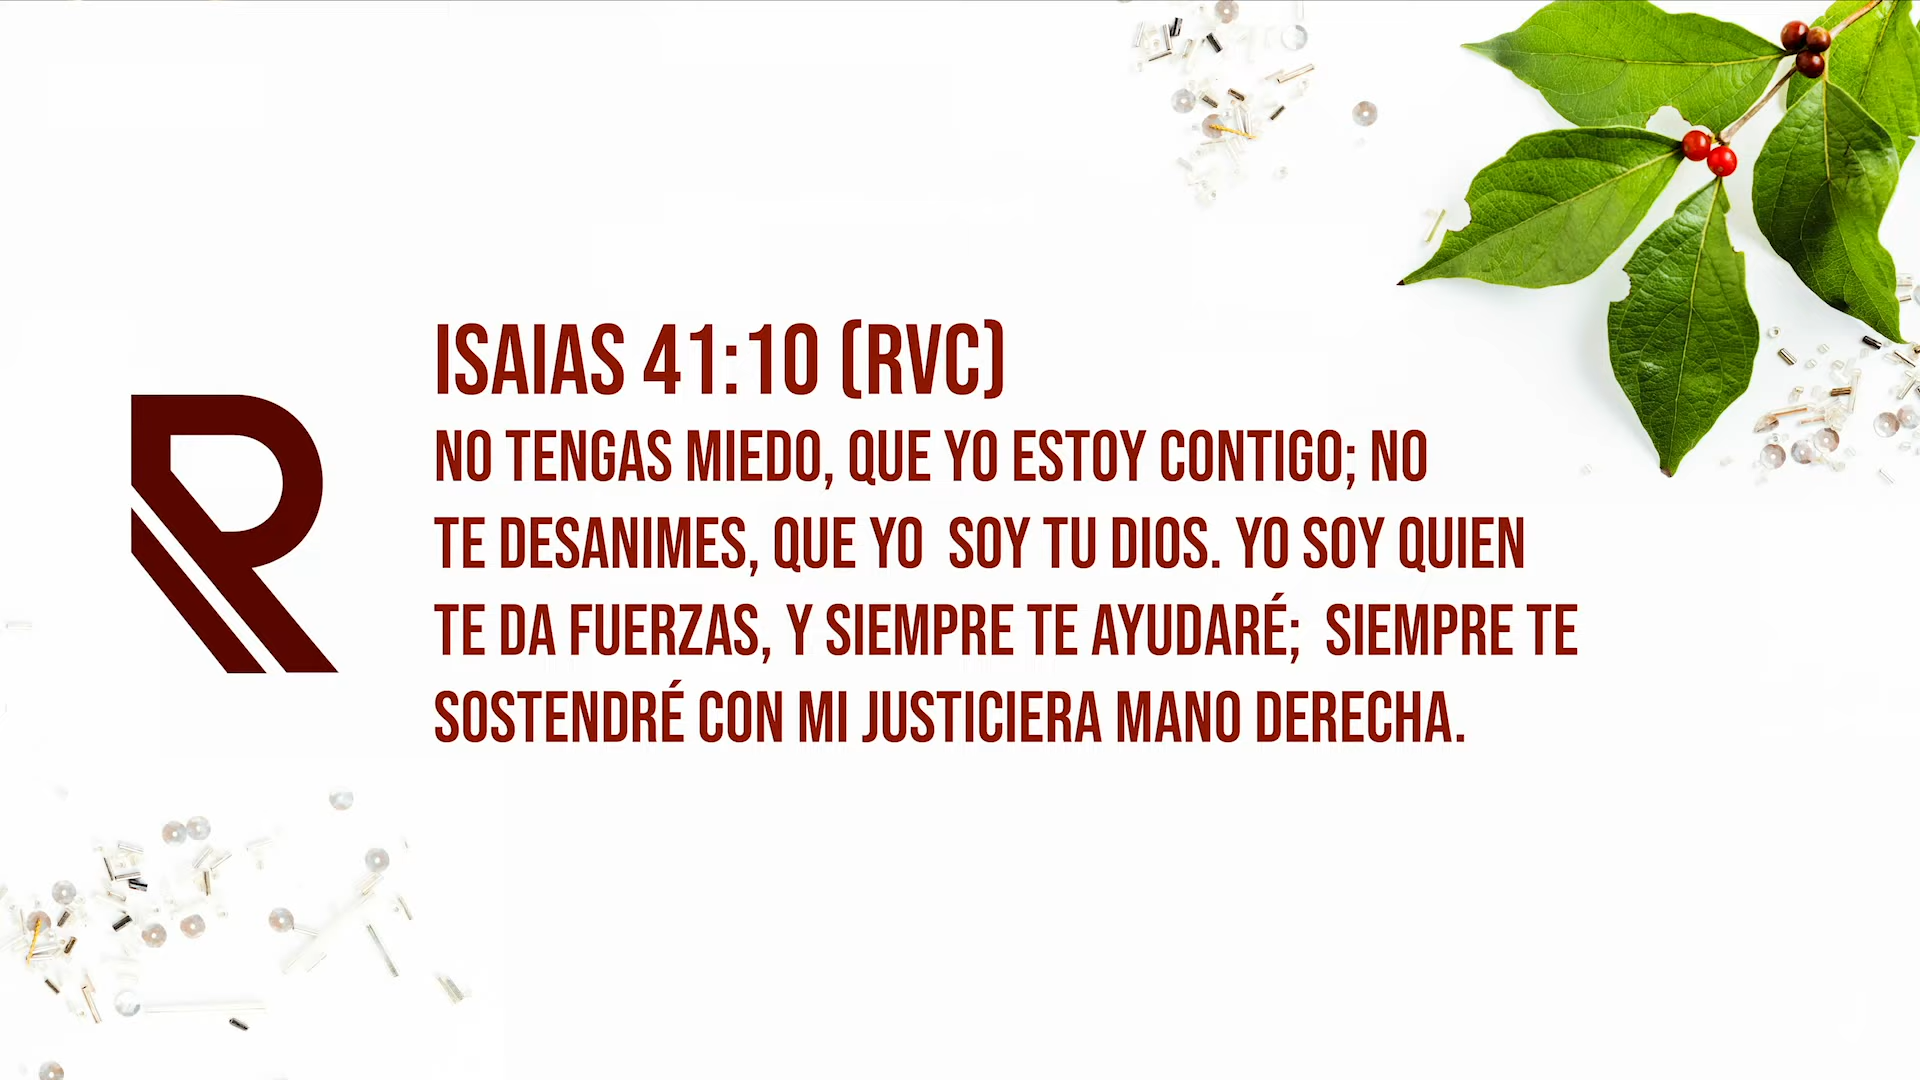 ISAIAS 41:10 (RVC)
NO TENGAS MIEDO, QUE YO ESTOY CONTIGO; NO
TE DESANIMES, QUE YO  SOY TU DIOS. YO SOY QUIEN
TE DA FUERZAS, Y SIEMPRE TE AYUDARÉ;  SIEMPRE TE
SOSTENDRÉ CON MI JUSTICIERA MANO DERECHA.